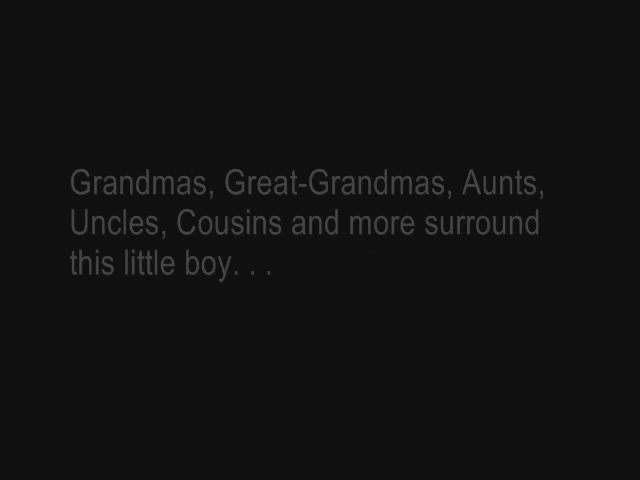 Grandmas, Great-Grandmas, Aunts,
Uncles, Cousins and more surround
this little boy. . .